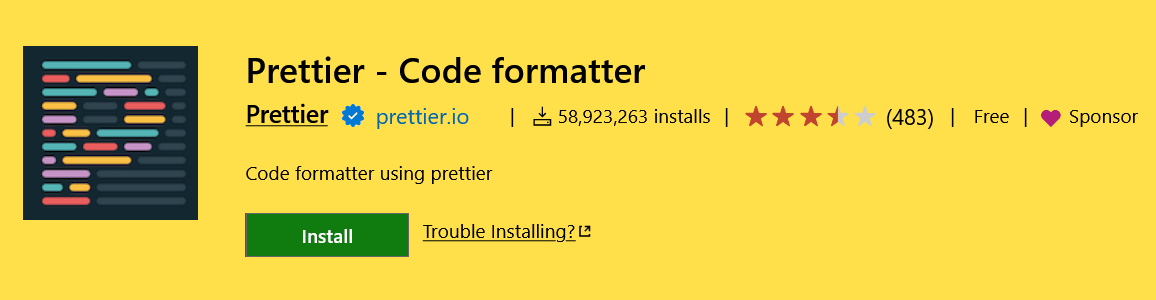 Prettier - Code formatter
Prettier prettier.io | 58,923,263 installs | (483) | Free | Sponsor
Code formatter using prettier
Install Trouble Installing?